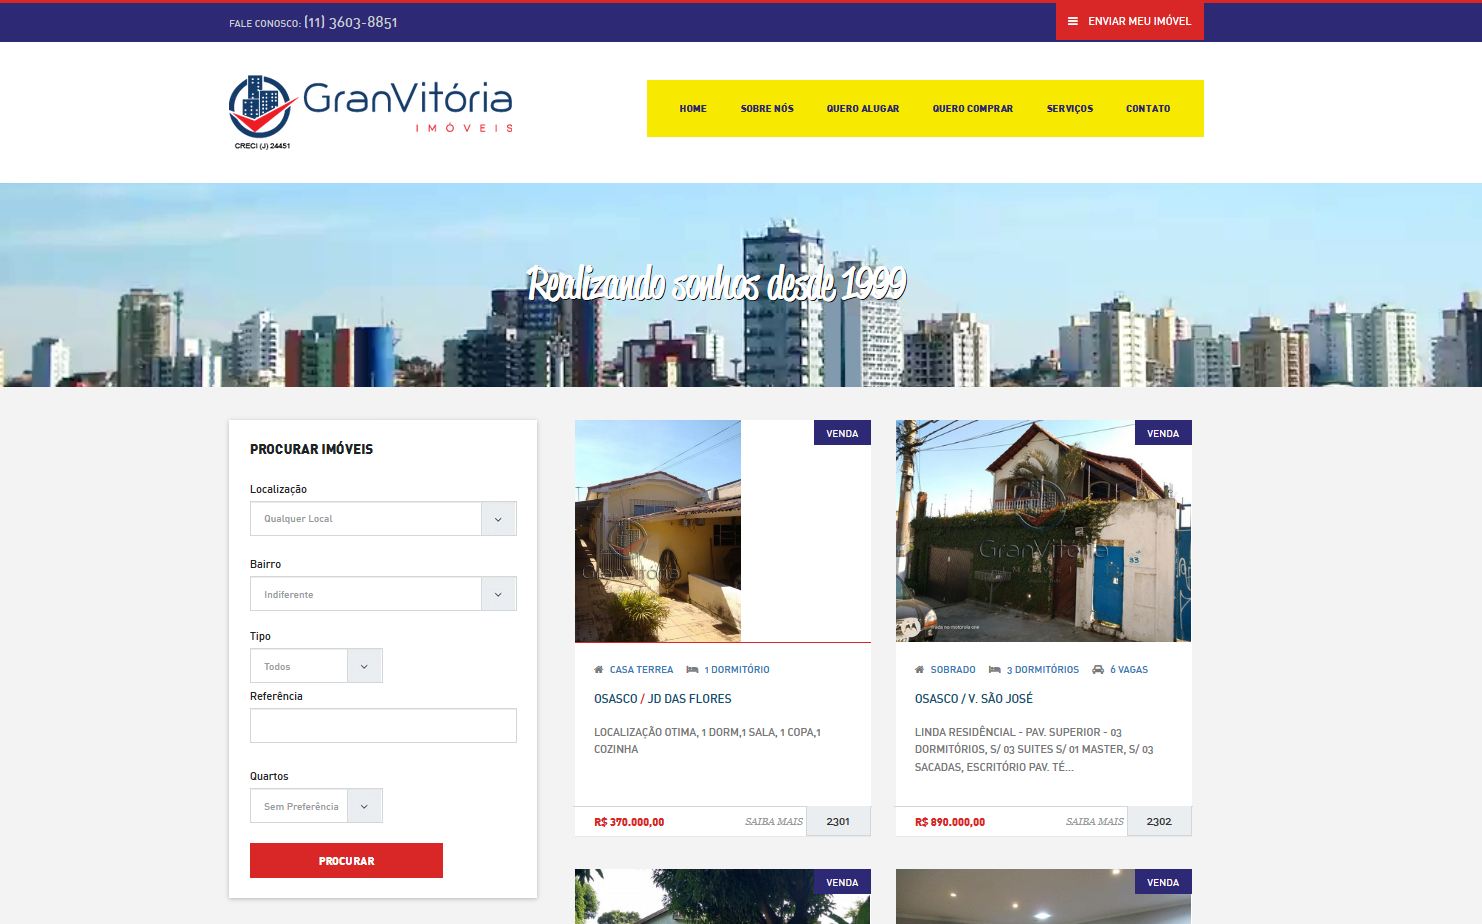 FALE CONOSCO: (11) 3603-8851
ENVIAR MEU IMÓVEL
GranVitória
IMÓVEIS
CRECI (J) 24451
HOME SOBRE NÓS QUERO ALUGAR QUERO COMPRAR SERVIÇOS CONTATO
Realizando sonhos desde 1999
PROCURAR IMÓVEIS
Localização
Qualquer Local
Bairro
Indiferente
Tipo
Todos
Referência
Quartos
Sem Preferência
PROCURAR
VENDA
GranVitória
CASA TERREA 1 DORMITÓRIO
OSASCO / JD DAS FLORES
LOCALIZAÇÃO OTIMA, 1 DORM,1 SALA, 1 COPA,1
COZINHA
R$ 370.000,00 SAIBA MAIS 2301
VENDA
GranVitória
IMÓVEI
33
SOBRADO 3 DORMITÓRIOS 6 VAGAS
OSASCO / V. SÃO JOSÉ
LINDA RESIDÊNCIAL - PAV. SUPERIOR - 03
DORMITÓRIOS, S/ 03 SUITES S/ 01 MASTER, S/ 03
SACADAS, ESCRITÓRIO PAV. TÉ...
R$ 890.000,00 SAIBA MAIS 2302
VENDA
VENDA